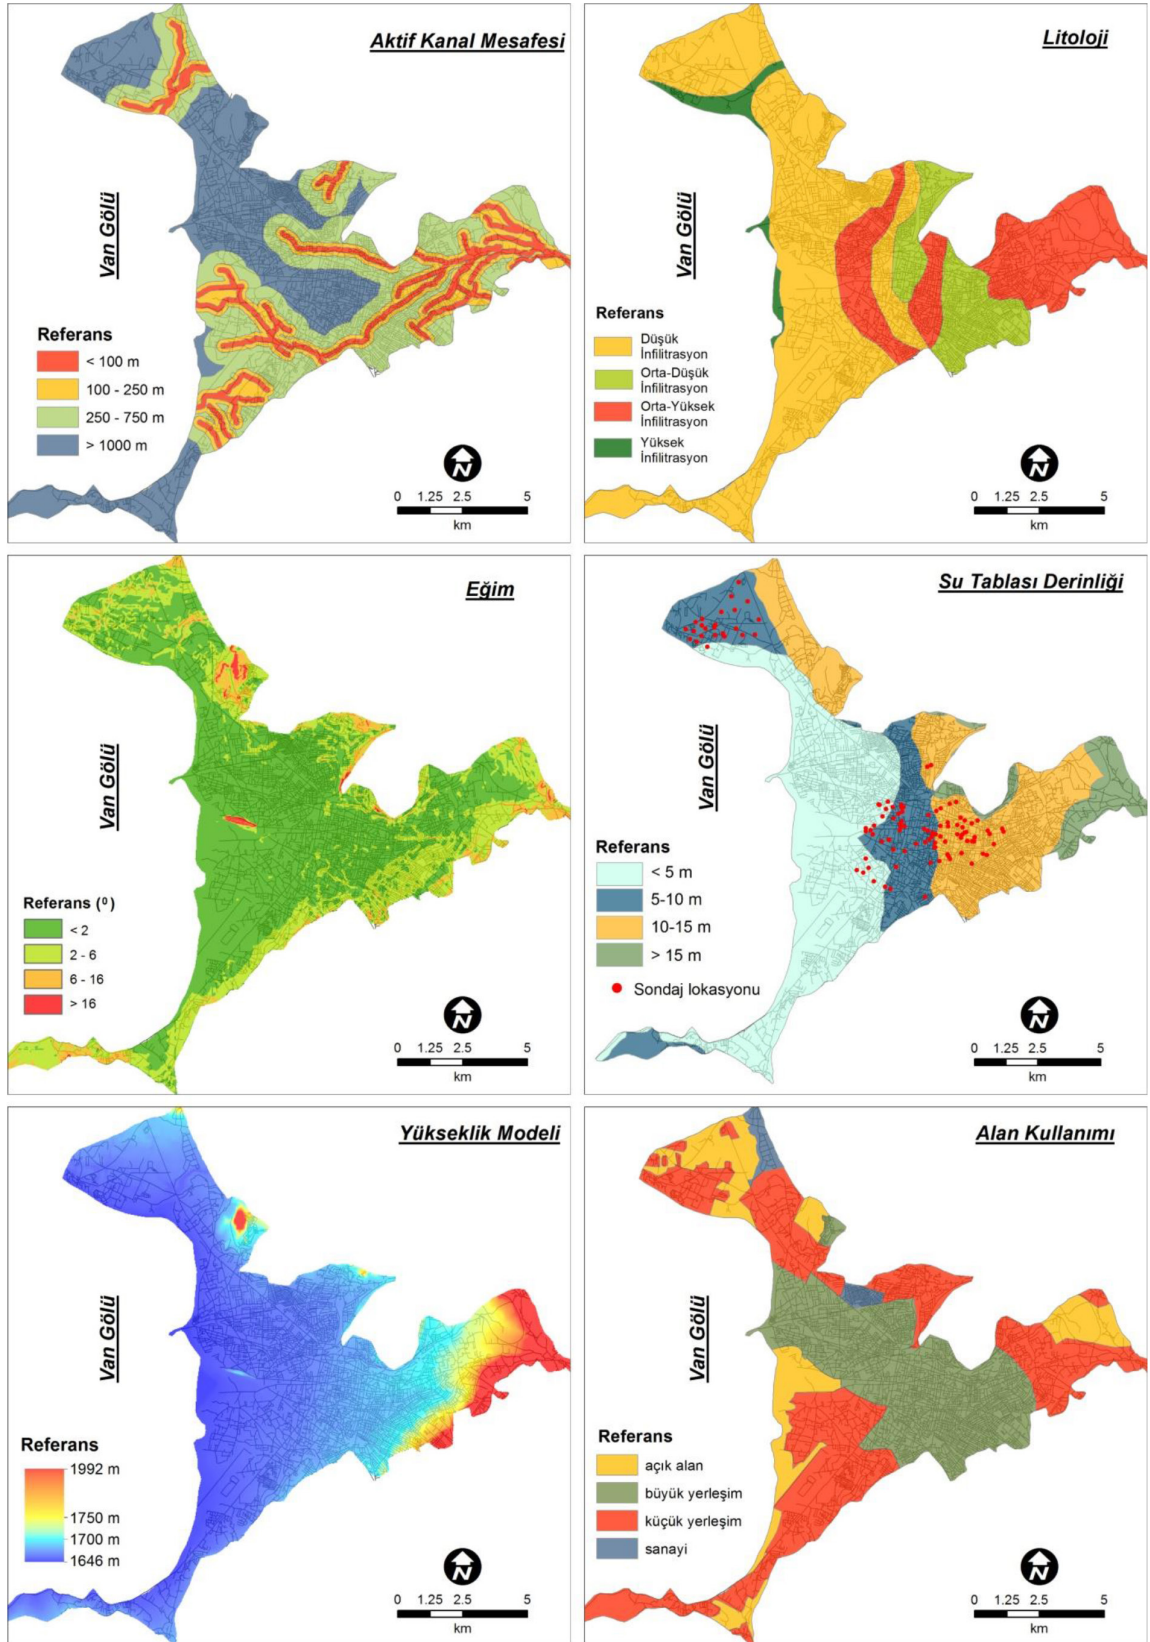 Aktif Kanal Mesafesi
Van Gölü
Referans
< 100 m
100 - 250 m
250 - 750 m
> 1000 m
N
0 1.25 2.5 5
km
Litoloji
Van Gölü
Referans
Düşük
İnfilitrasyon
Orta-Düşük
İnfilitrasyon
Orta-Yüksek
İnfilitrasyon
Yüksek
İnfilitrasyon
N
0 1.25 2.5 5
km
Eğim
Van Gölü
Referans (⁰)
< 2
2 - 6
6 - 16
> 16
N
0 1.25 2.5 5
km
Su Tablası Derinliği
Van Gölü
Referans
< 5 m
5-10 m
10-15 m
> 15 m
Sondaj lokasyonu
N
0 1.25 2.5 5
km
Yükseklik Modeli
Van Gölü
Referans
1992 m
1750 m
1700 m
1646 m
N
0 1.25 2.5 5
km
Alan Kullanımı
Van Gölü
Referans
açık alan
büyük yerleşim
küçük yerleşim
sanayi
N
0 1.25 2.5 5
km